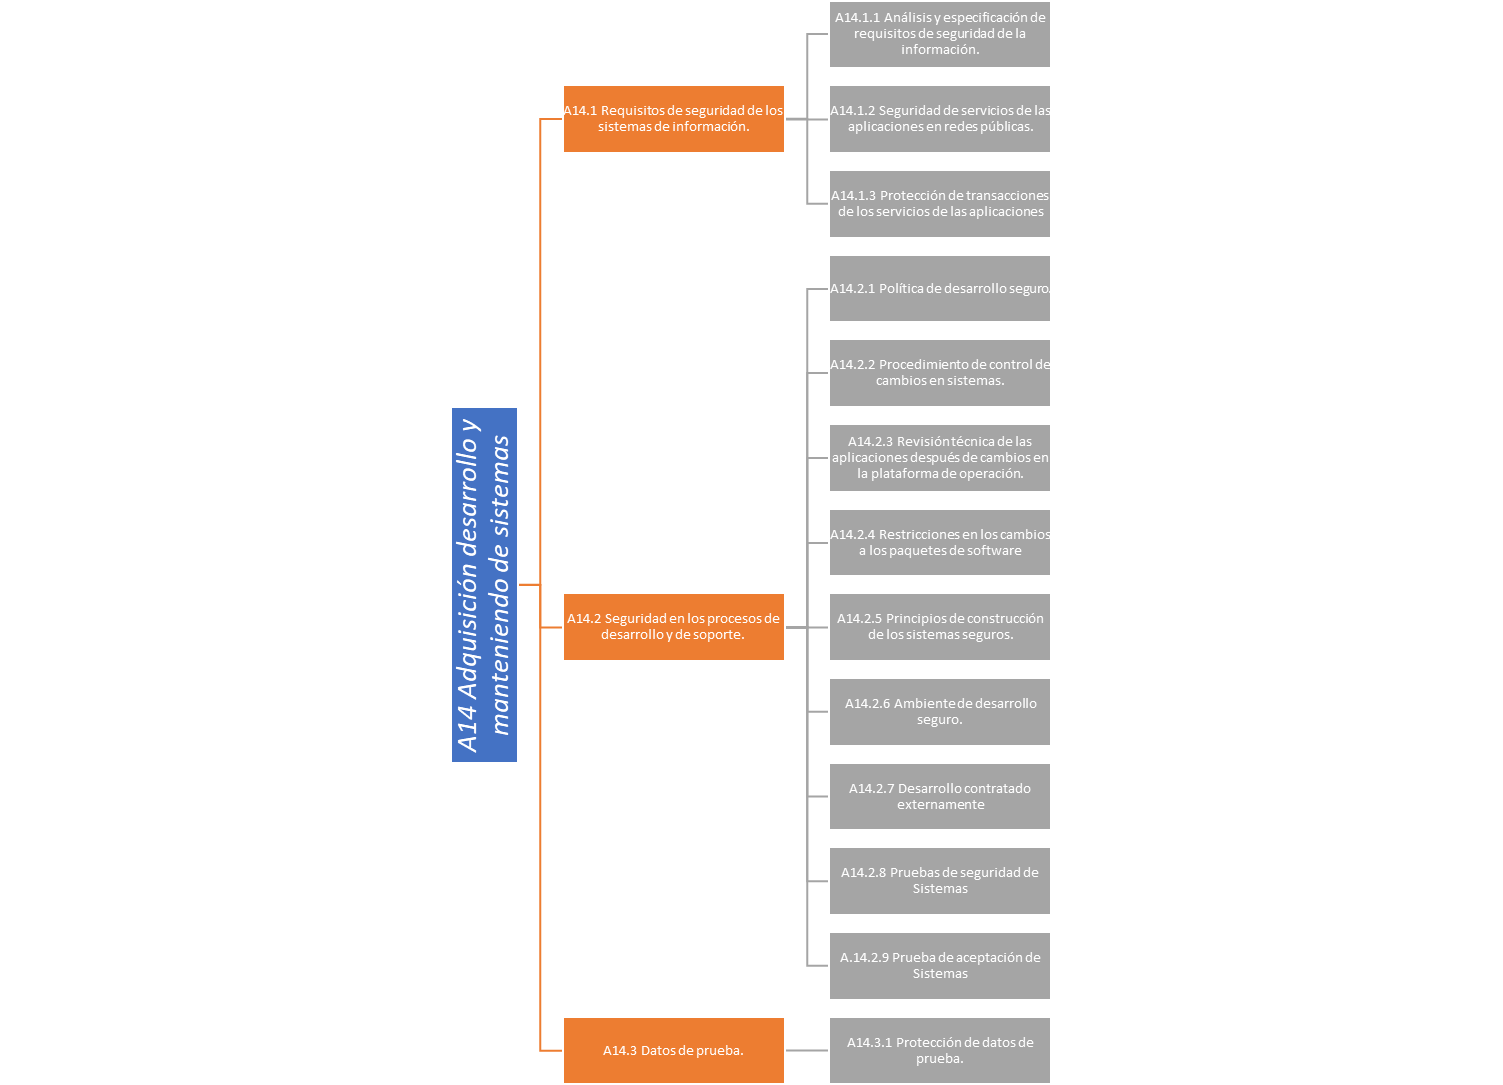 A14 Adquisición desarrollo y
manteniendo de sistemas
A14.1 Requisitos de seguridad de los
sistemas de información.
A14.1.1 Análisis y especificación de
requisitos de seguridad de la
información.
A14.1.2 Seguridad de servicios de las
aplicaciones en redes públicas.
A14.1.3 Protección de transacciones
de los servicios de las aplicaciones
A14.2 Seguridad en los procesos de
desarrollo y de soporte.
A14.2.1 Política de desarrollo seguro.
A14.2.2 Procedimiento de control de
cambios en sistemas.
A14.2.3 Revisión técnica de las
aplicaciones después de cambios en
la plataforma de operación.
A14.2.4 Restricciones en los cambios
a los paquetes de software
A14.2.5 Principios de construcción
de los sistemas seguros.
A14.2.6 Ambiente de desarrollo
seguro.
A14.2.7 Desarrollo contratado
externamente
A14.2.8 Pruebas de seguridad de
Sistemas
A.14.2.9 Prueba de aceptación de
Sistemas
A14.3 Datos de prueba.
A14.3.1 Protección de datos de
prueba.